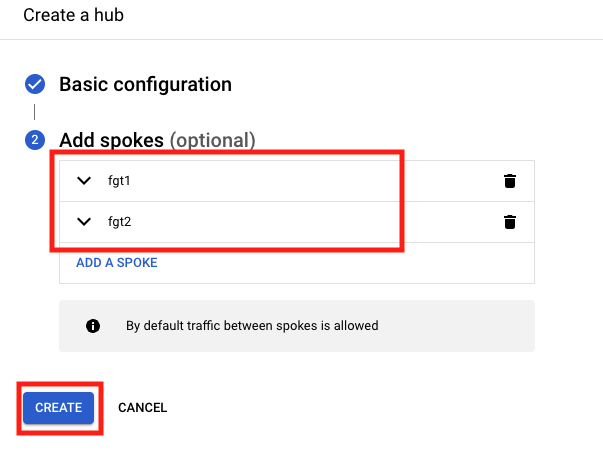 Create a hub
Basic configuration
2 Add spokes (optional)
fgt1
fgt2
ADD A SPOKE
By default traffic between spokes is allowed
CREATE CANCEL